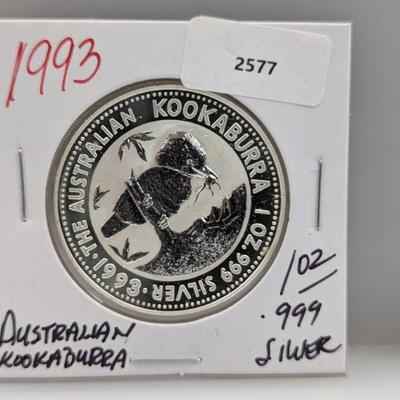 1993
2577
1993 · THE AUSTRALIAN KOOKABURRA 1 OZ. 999 SILVER ·
1oz
.999
SILVER
AUSTRALIAN
KOOKABURRA